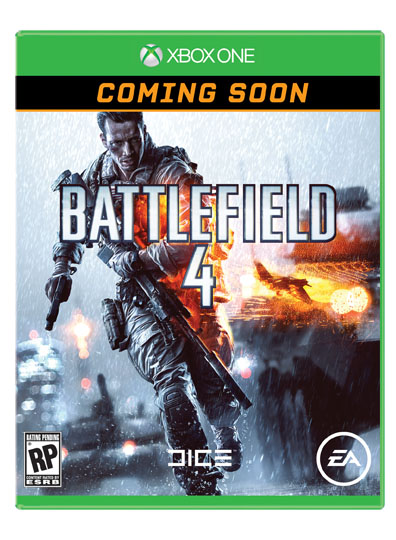 XBOX ONE
COMING SOON
BATTLEFIELD
4
RATING PENDING
RP
CONTENT RATED BY
ESRB
DICE
EA